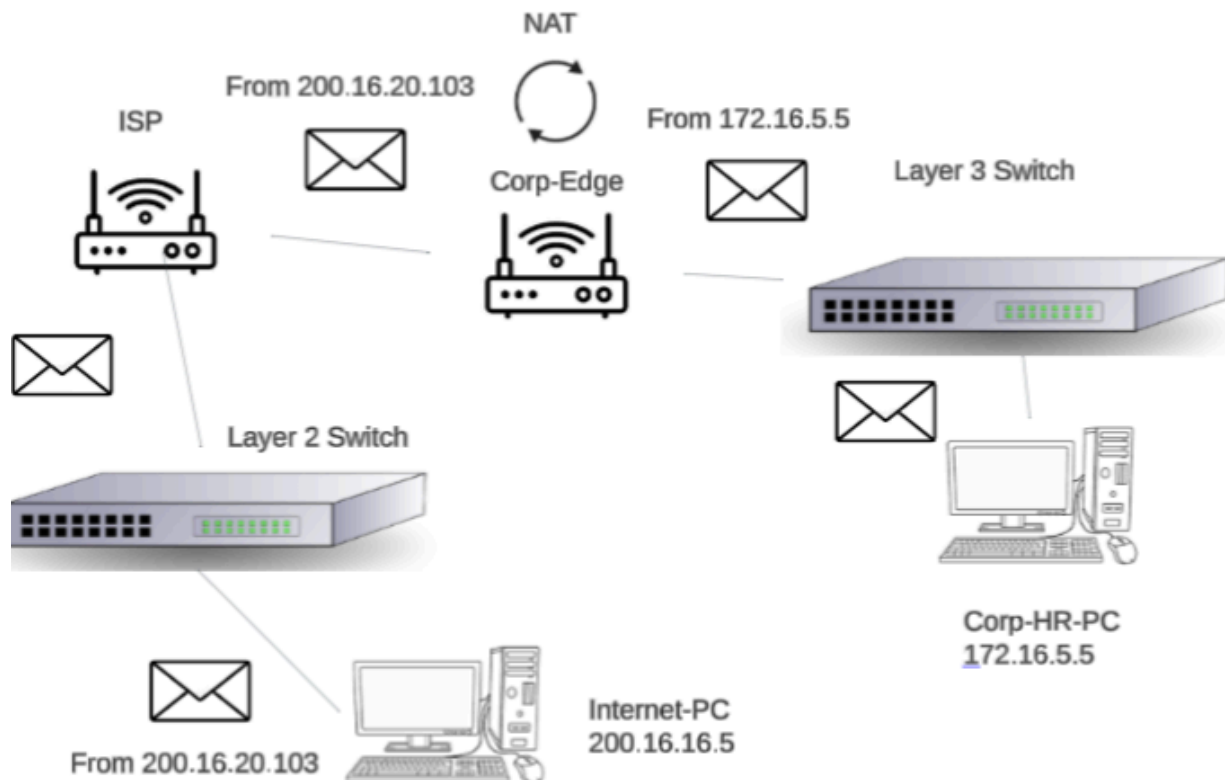 NAT
From 200.16.20.103
ISP
From 172.16.5.5
Corp-Edge
Layer 3 Switch
Layer 2 Switch
Corp-HR-PC
172.16.5.5
Internet-PC
200.16.16.5
From 200.16.20.103